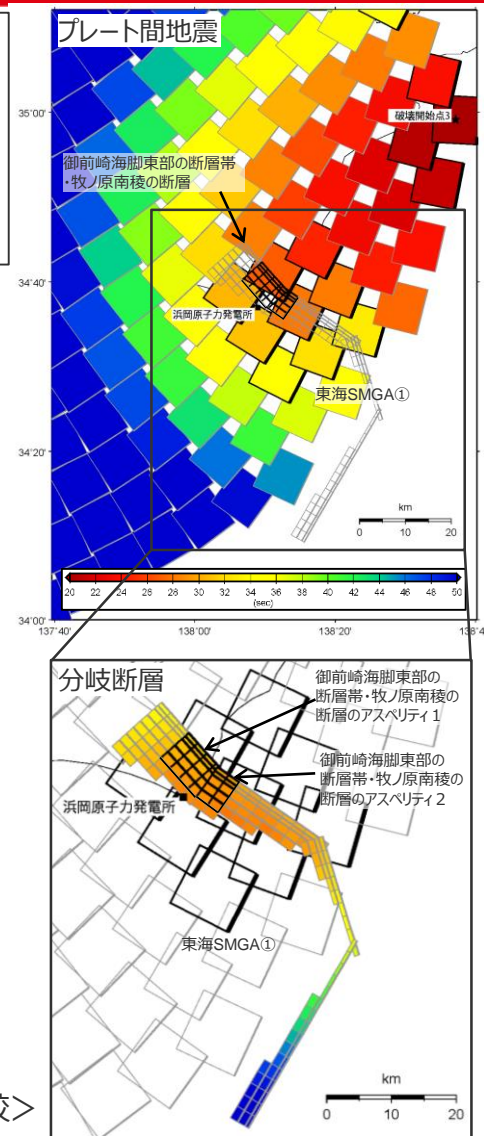 プレート間地震
35°00'
破壊開始点3
御前崎海脚東部の断層帯
・牧ノ原南稜の断層
34°40'
浜岡原子力発電所
東海SMGA①
34°20'
km
0 10 20
20 22 24 26 28 30 32 34 36 38 40 42 44 46 48 50
(sec)
34°00'
137°40' 138°00' 138°20' 138°4
分岐断層
御前崎海脚東部の
断層帯・牧ノ原南稜の
断層のアスペリティ1
御前崎海脚東部の
断層帯・牧ノ原南稜の
断層のアスペリティ2
浜岡原子力発電所
東海SMGA①
km
0 10 20
較>